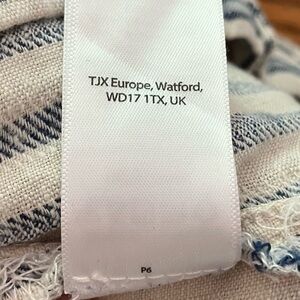 TJX Europe, Watford,
WD17 1TX, UK
P6